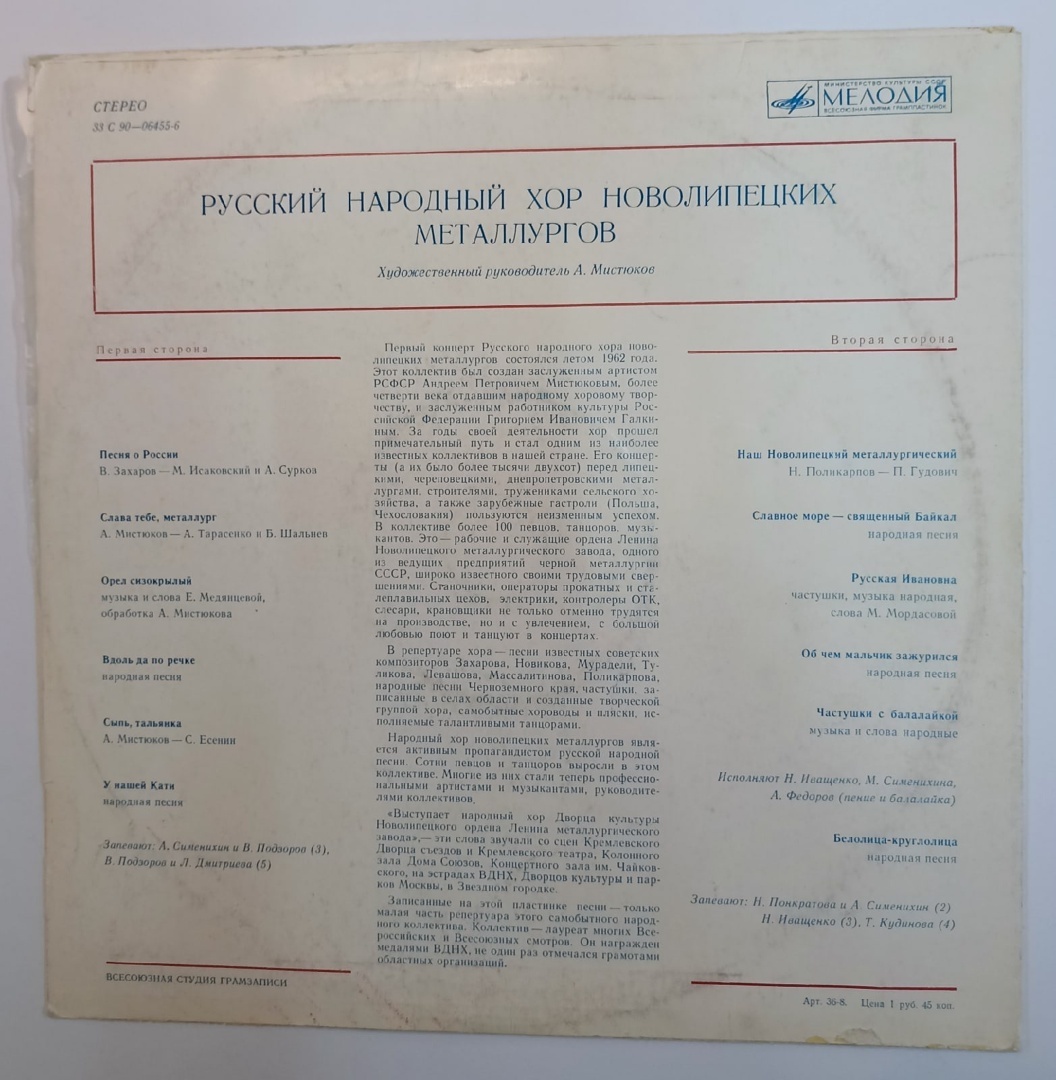 СТЕРЕО
33 С 90—06455-6
МИНИСТЕРСТВО КУЛЬТУРЫ СССР
МЕЛОДИЯ
ВСЕСОЮЗНАЯ ФИРМА ГРАМПЛАСТИНОК
РУССКИЙ НАРОДНЫЙ ХОР НОВОЛИПЕЦКИХ
МЕТАЛЛУРГОВ
Художественный руководитель А. Мистюков
Первая сторона
Песня о России
В. Захаров — М. Исаковский и А. Сурков
Слава тебе, металлург
А. Мистюков — А. Тарасенко и Б. Шальнев
Орел сизокрылый
музыка и слова Е. Медянцевой,
обработка А. Мистюкова
Вдоль да по речке
народная песня
Сыпь, тальянка
А. Мистюков — С. Есенин
У нашей Кати
народная песня
Запевают: А. Сименихин и В. Подзоров (3),
В. Подзоров и Л. Дмитриева (5)
ВСЕСОЮЗНАЯ СТУДИЯ ГРАМЗАПИСИ
Первый концерт Русского народного хора ново-
липецких металлургов состоялся летом 1962 года.
Этот коллектив был создан заслуженным артистом
РСФСР Андреем Петровичем Мистюковым, более
четверти века отдавшим народному хоровому твор-
честву, и заслуженным работником культуры Рос-
сийской Федерации Григорием Ивановичем Галки-
ным. За годы своей деятельности хор прошел
примечательный путь и стал одним из наиболее
известных коллективов в нашей стране. Его концер-
ты (а их было более тысячи двухсот) перед липец-
кими, череповецкими, днепропетровскими метал-
лургами, строителями, тружениками сельского хо-
зяйства, а также зарубежные гастроли (Польша,
Чехословакия) пользуются неизменным успехом.
В коллективе более 100 певцов, танцоров, музы-
кантов. Это — рабочие и служащие ордена Ленина
Новолипецкого металлургического завода, одного
из ведущих предприятий черной металлургии
СССР, широко известного своими трудовыми свер-
шениями. Станочники, операторы прокатных и ста-
леплавильных цехов, электрики, контролеры ОТК,
слесари, крановщики не только отменно трудятся
на производстве, но и с увлечением, с большой
любовью поют и танцуют в концертах.
В репертуаре хора — песни известных советских
композиторов Захарова, Новикова, Мурадели, Ту-
ликова, Левашова, Массалитинова, Поликарпова,
народные песни Черноземного края, частушки, за-
писанные в селах области и созданные творческой
группой хора, самобытные хороводы и пляски, ис-
полняемые талантливыми танцорами.
Народный хор новолипецких металлургов явля-
ется активным пропагандистом русской народной
песни. Сотни певцов и танцоров выросли в этом
коллективе. Многие из них стали теперь профессио-
нальными артистами и музыкантами, руководите-
лями коллективов.
«Выступает народный хор Дворца культуры
Новолипецкого ордена Ленина металлургического
завода»,— эти слова звучали со сцен Кремлевского
Дворца съездов и Кремлевского театра, Колонного
зала Дома Союзов, Концертного зала им. Чайков-
ского, на эстрадах ВДНХ, Дворцов культуры и пар-
ков Москвы, в Звездном городке.
Записанные на этой пластинке песни — только
малая часть репертуара этого самобытного народ-
ного коллектива. Коллектив — лауреат многих Все-
российских и Всесоюзных смотров. Он награжден
медалями ВДНХ, не один раз отмечался грамотами
областных организаций.
Вторая сторона
Наш Новолипецкий металлургический
Н. Поликарпов — П. Гудович
Славное море — священный Байкал
народная песня
Русская Ивановна
частушки, музыка народная,
слова М. Мордасовой
Об чем мальчик зажурился
народная песня
Частушки с балалайкой
музыка и слова народные
Исполняют Н. Иващенко, М. Сименихина,
А. Федоров (пение и балалайка)
Белолица-круглолица
народная песня
Запевают: Н. Понкратова и А. Сименихин (2)
Н. Иващенко (3), Т. Кудинова (4)
Арт. 36-8. Цена 1 руб. 45 коп.